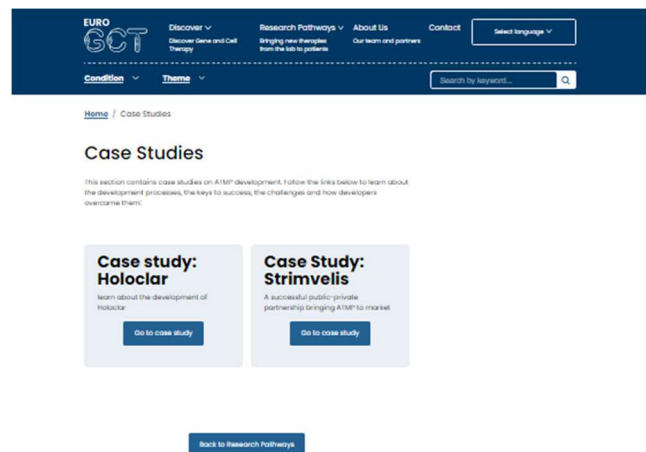 EURO
GCT
Discover
Discover Gene and Cell
Therapy
Research Pathways
Bringing new therapies
from the lab to patients
About Us
Our team and partners
Contact
Select language
Condition
Theme
Search by keyword...
Home / Case Studies
Case Studies
This section contains case studies on ATMP development. Follow the links below to learn about
the development processes, the keys to success, the challenges and how developers
overcame them:
Case study:
Holoclar
learn about the development of
Holoclar
Go to case study
Case Study:
Strimvelis
A successful public-private
partnership bringing ATMP to market
Go to case study
Back to Research Pathways